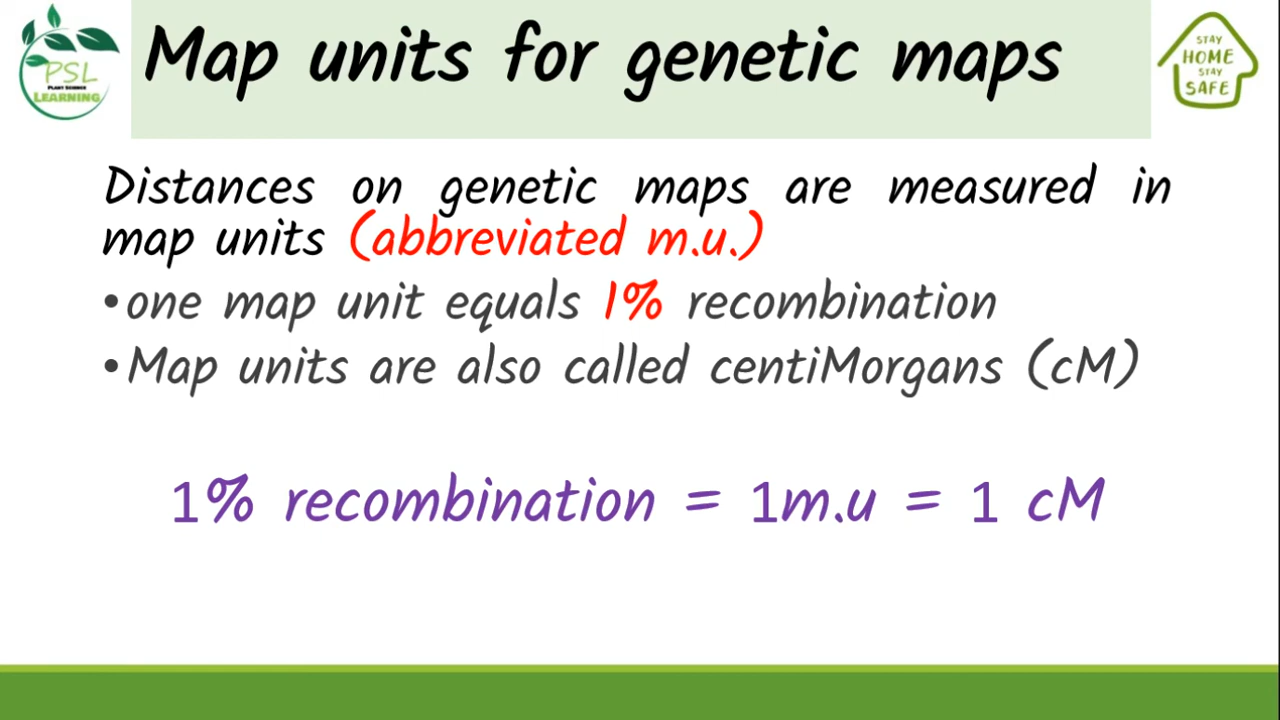 PSL
PLANT SCIENCE
LEARNING
Map units for genetic maps
STAY
HOME
STAY
SAFE
Distances on genetic maps are measured in
map units (abbreviated m.u.)
•one map unit equals 1% recombination
•Map units are also called centiMorgans (cM)
1% recombination = 1m.u = 1 cM